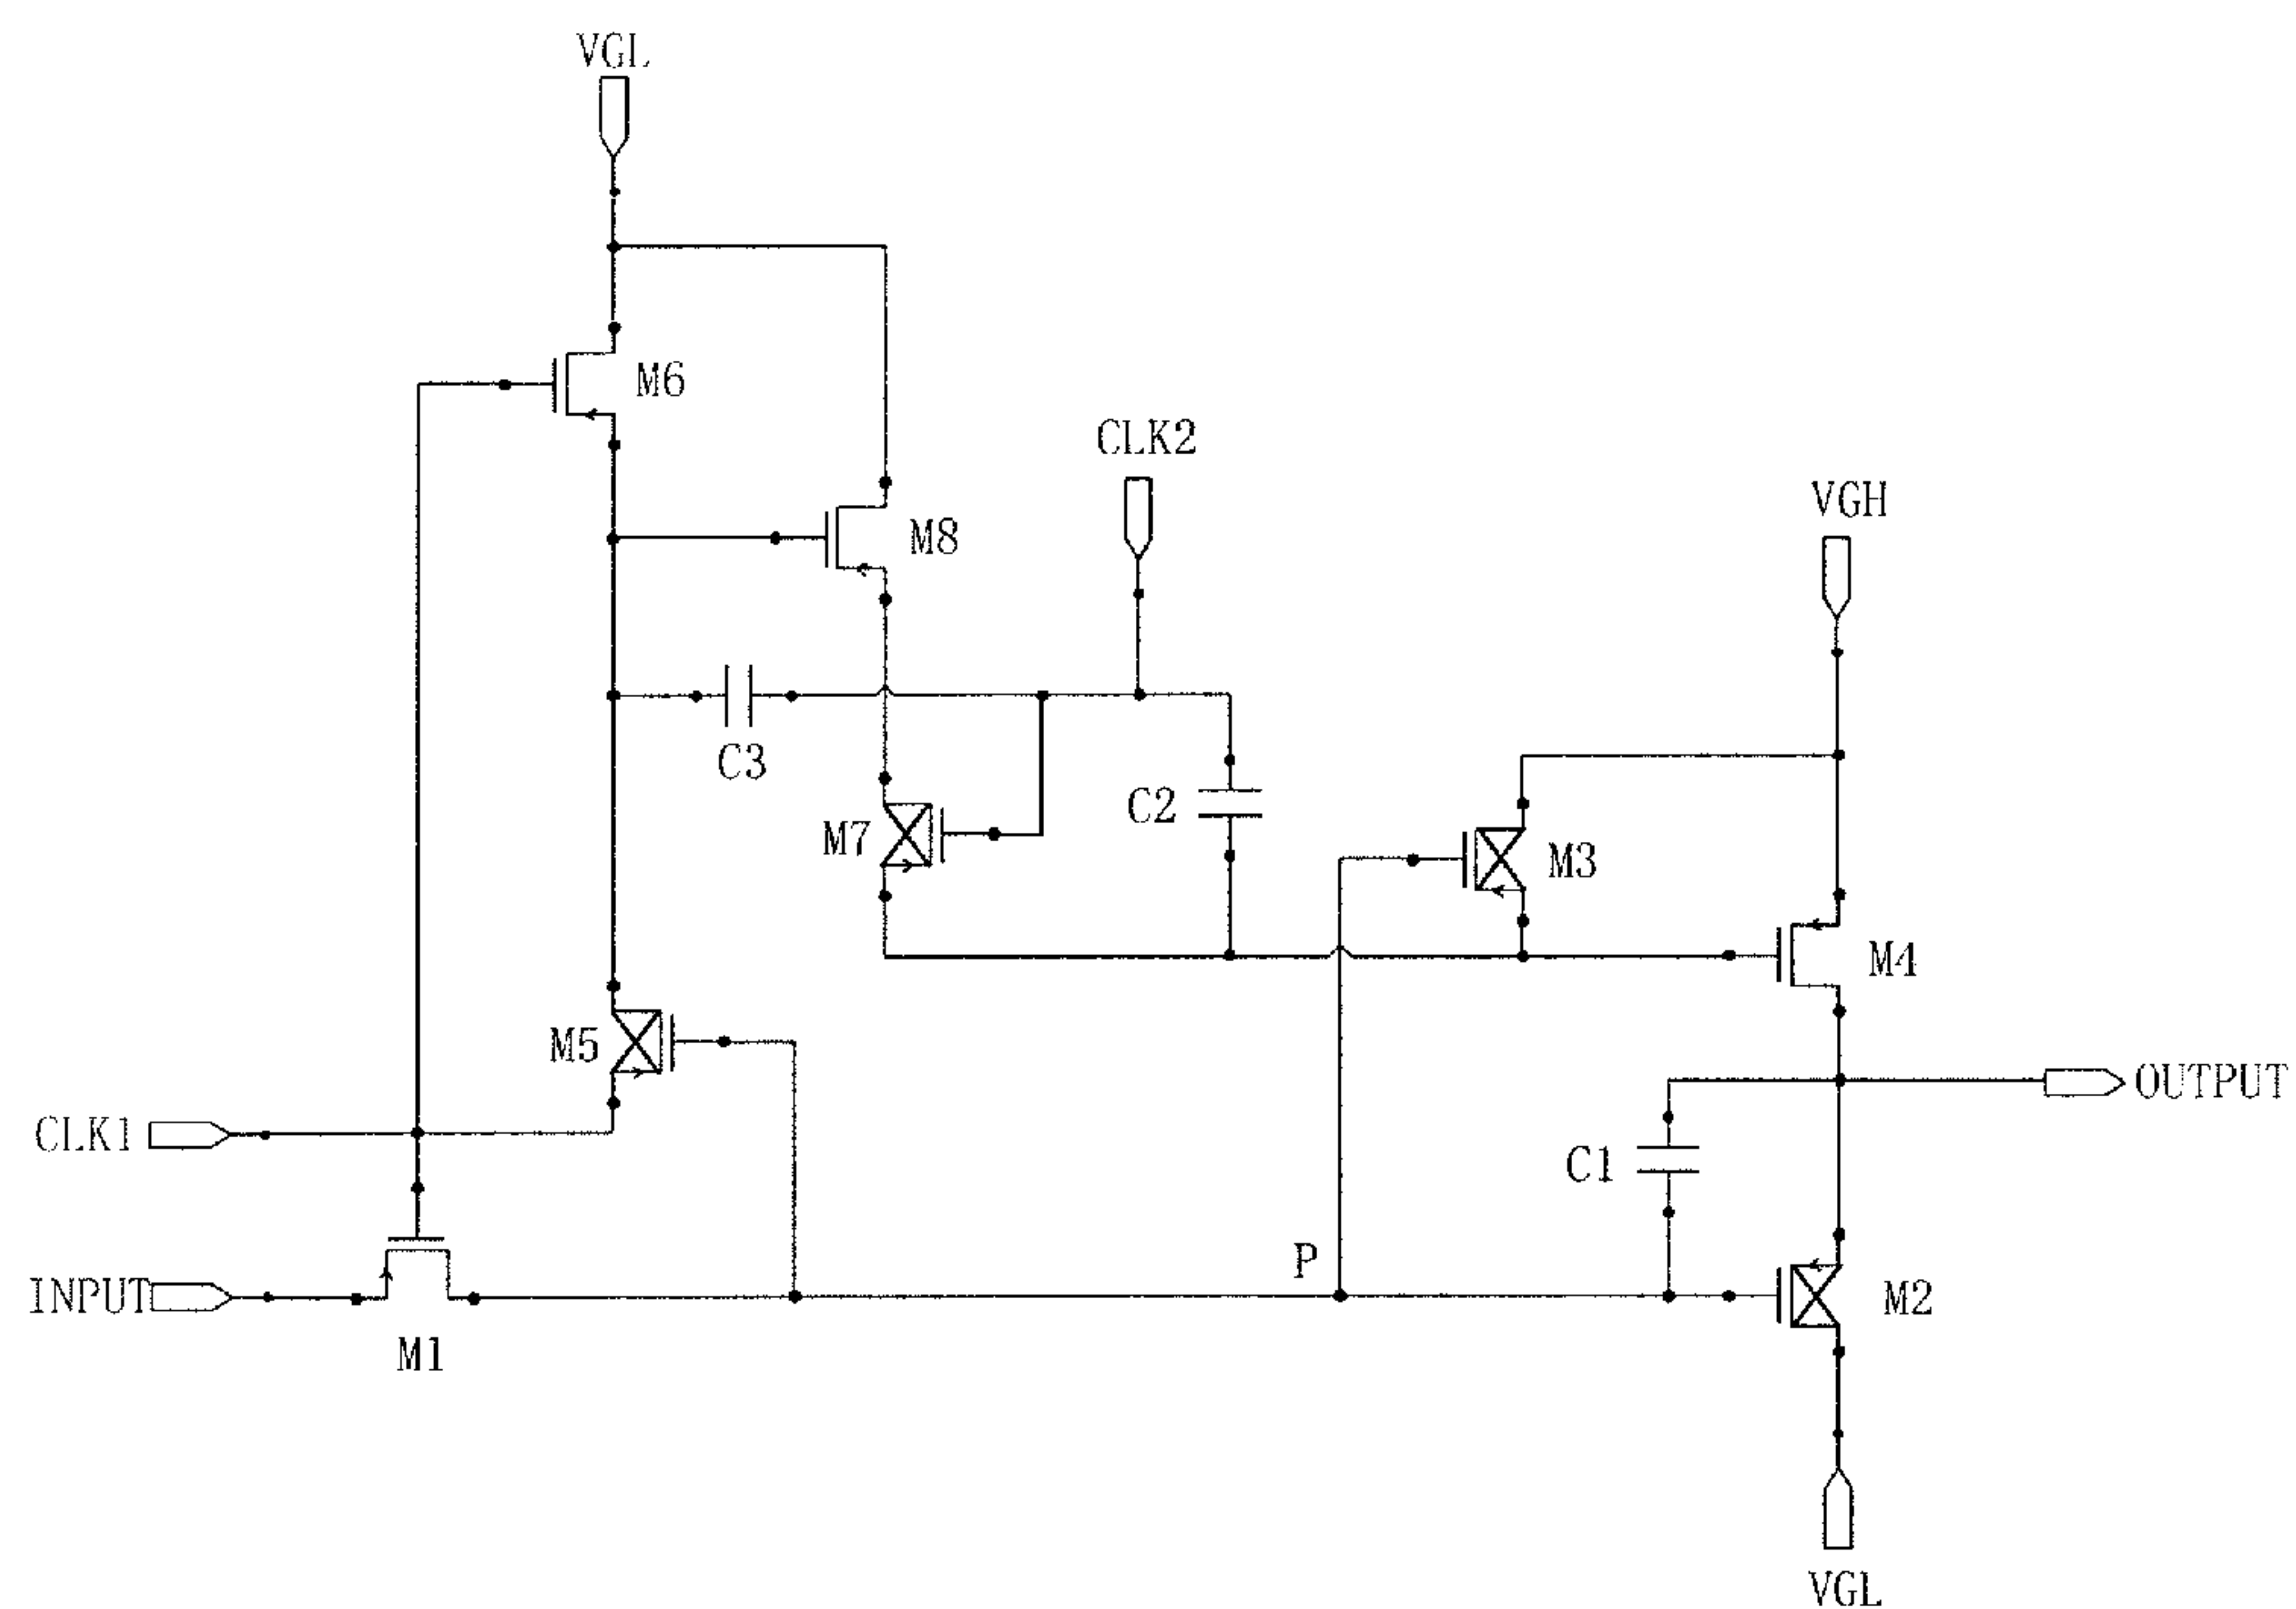 VGL
M6
CLK2
VGH
M8
C3
C2
M7
M3
M4
M5
OUTPUT
CLK1
C1
P
INPUT
M2
M1
VGL